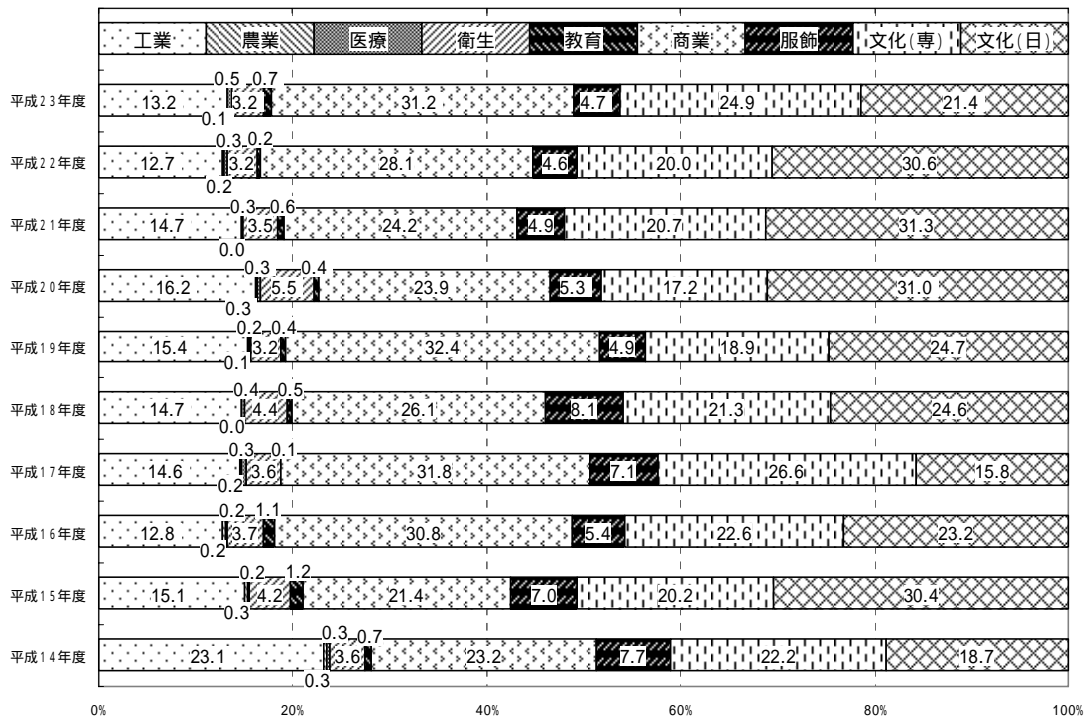 工業 農業 医療 衛生 教育 商業 服飾 文化(専) 文化(日)
0.5 0.7
平成23年度 13.2 3.2 31.2 4.7 24.9 21.4
0.1
0.3 0.2
平成22年度 12.7 3.2 28.1 4.6 20.0 30.6
0.2
0.3 0.6
平成21年度 14.7 3.5 24.2 4.9 20.7 31.3
0.0
0.3 0.4
平成20年度 16.2 5.5 23.9 5.3 17.2 31.0
0.3
0.2 0.4
平成19年度 15.4 3.2 32.4 4.9 18.9 24.7
0.1
0.4 0.5
平成18年度 14.7 4.4 26.1 8.1 21.3 24.6
0.0
0.3 0.1
平成17年度 14.6 3.6 31.8 7.1 26.6 15.8
0.2
0.2 1.1
平成16年度 12.8 3.7 30.8 5.4 22.6 23.2
0.2
0.2 1.2
平成15年度 15.1 4.2 21.4 7.0 20.2 30.4
0.3
0.3 0.7
平成14年度 23.1 3.6 23.2 7.7 22.2 18.7
0.3
0% 20% 40% 60% 80% 100%